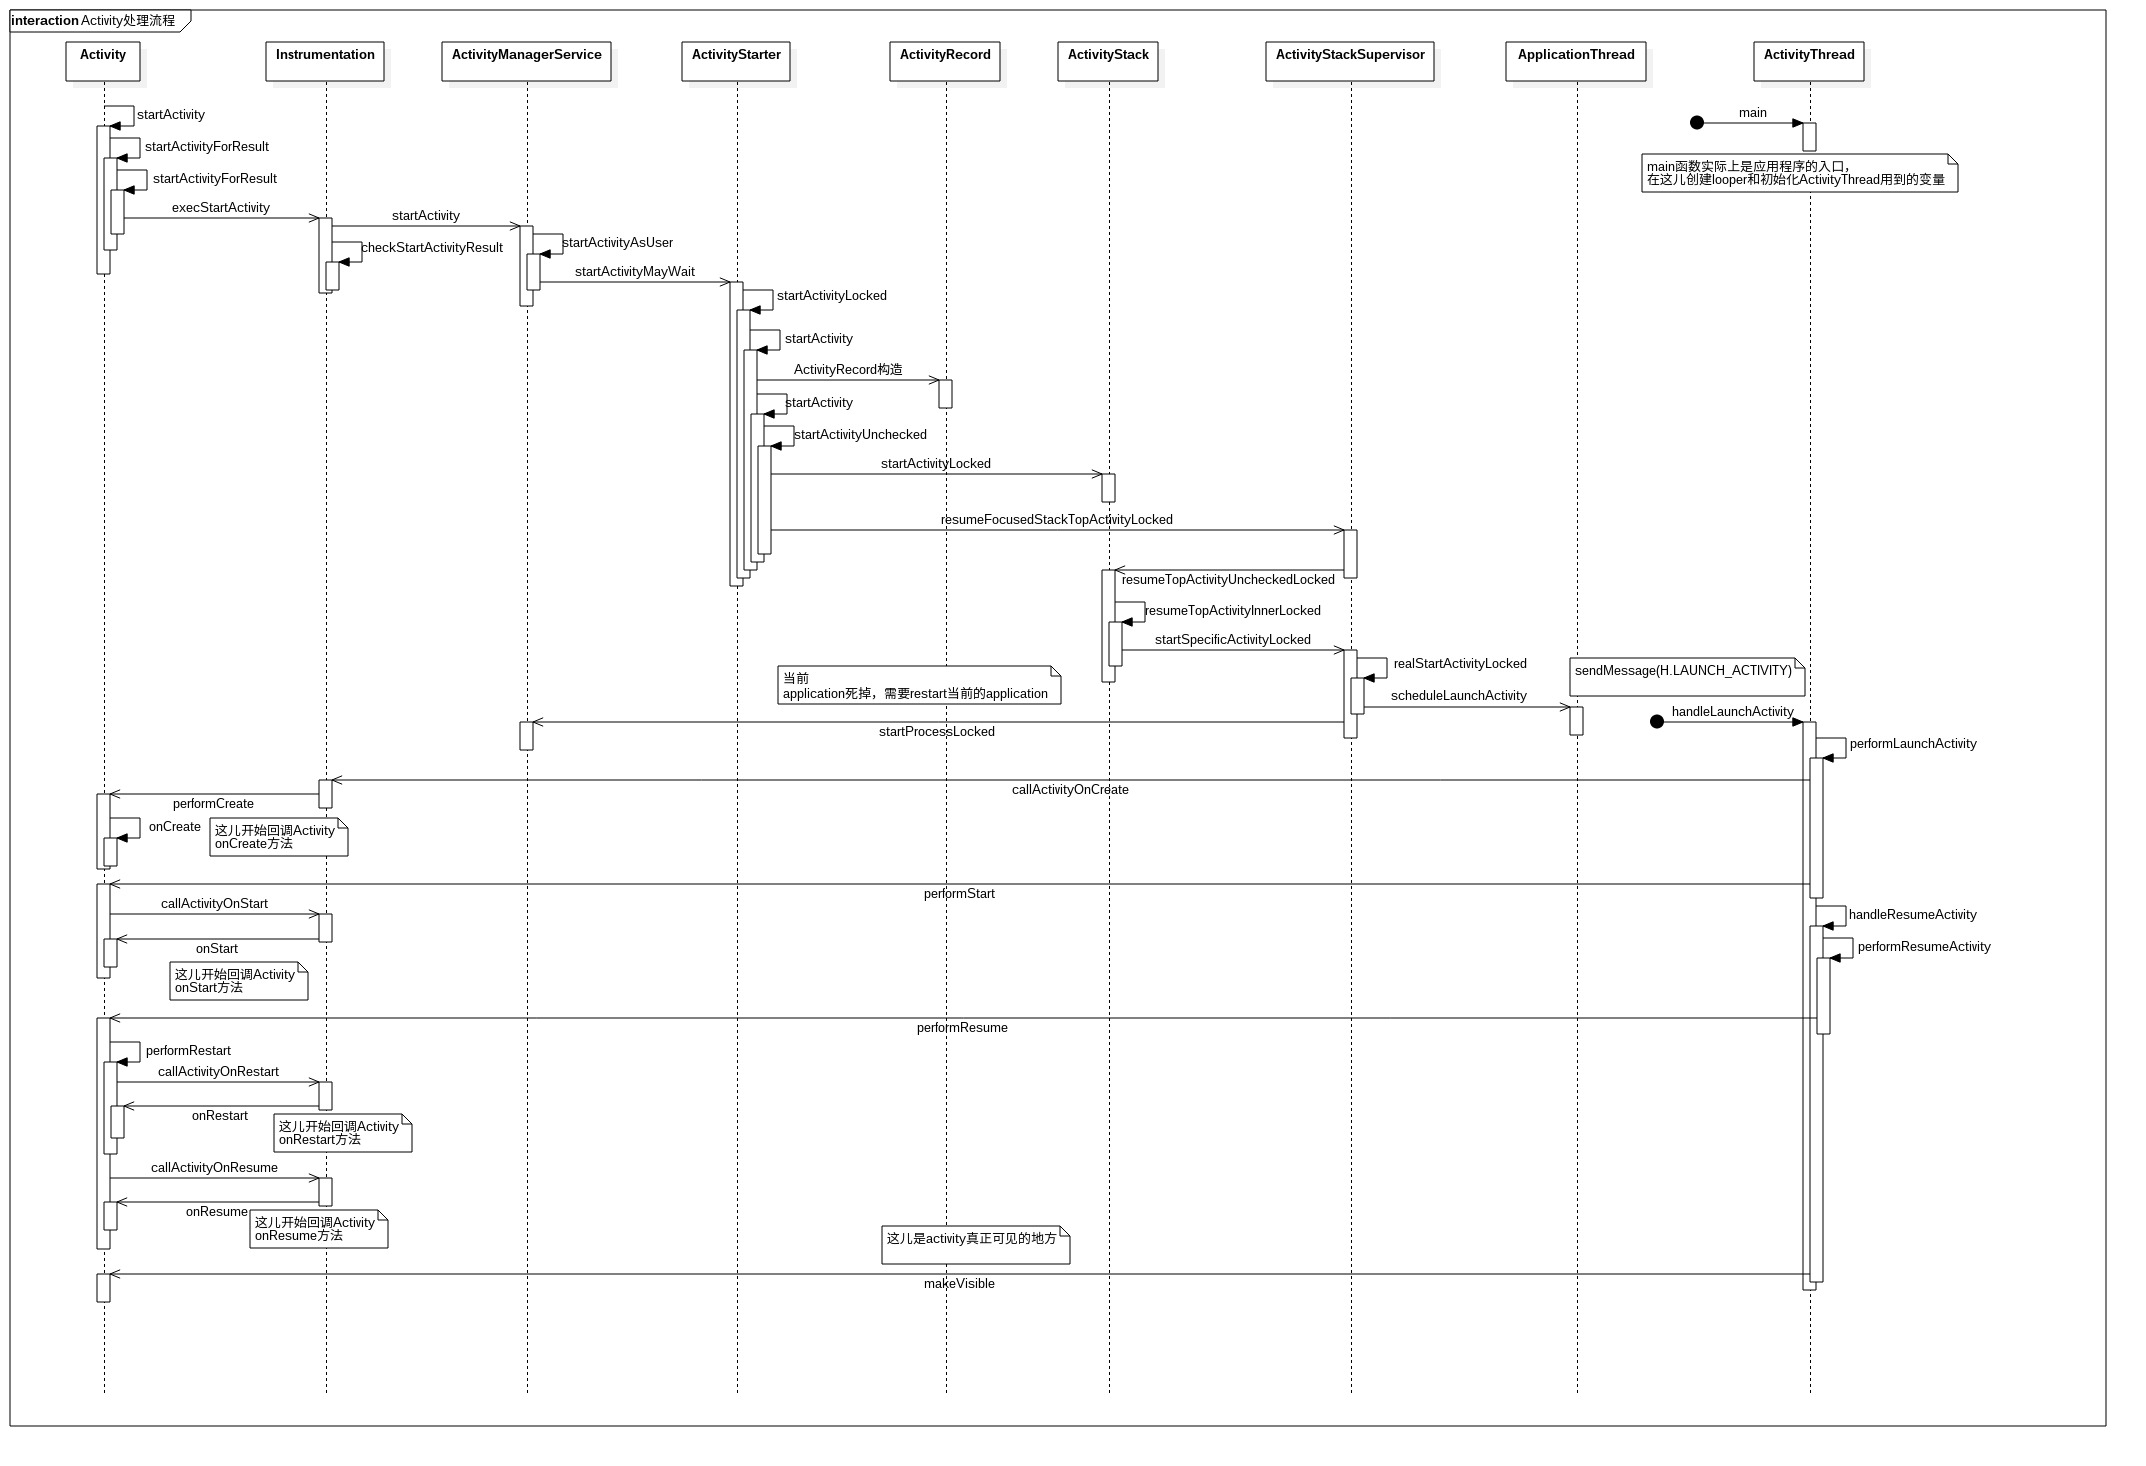 interaction Activity处理流程
Activity
Instrumentation
ActivityManagerService
ActivityStarter
ActivityRecord
ActivityStack
ActivityStackSupervisor
ApplicationThread
ActivityThread
startActivity
main
startActivityForResult
main函数实际上是应用程序的入口，
在这儿创建looper和初始化ActivityThread用到的变量
startActivityForResult
execStartActivity
startActivity
checkStartActivityResult
startActivityAsUser
startActivityMayWait
startActivityLocked
startActivity
ActivityRecord构造
startActivity
startActivityUnchecked
startActivityLocked
resumeFocusedStackTopActivityLocked
resumeTopActivityUncheckedLocked
resumeTopActivityInnerLocked
startSpecificActivityLocked
realStartActivityLocked
sendMessage(H.LAUNCH_ACTIVITY)
当前
application死掉，需要restart当前的application
scheduleLaunchActivity
handleLaunchActivity
startProcessLocked
performLaunchActivity
callActivityOnCreate
performCreate
onCreate
这儿开始回调Activity
onCreate方法
performStart
callActivityOnStart
handleResumeActivity
onStart
performResumeActivity
这儿开始回调Activity
onStart方法
performResume
performRestart
callActivityOnRestart
onRestart
这儿开始回调Activity
onRestart方法
callActivityOnResume
onResume
这儿开始回调Activity
onResume方法
这儿是activity真正可见的地方
makeVisible